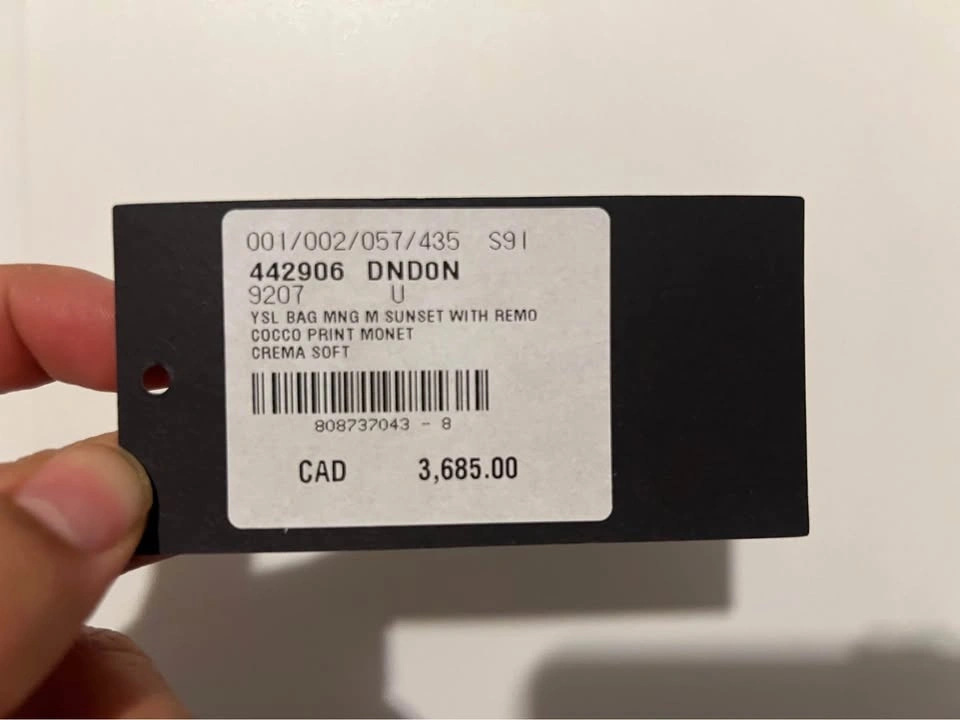 001/002/057/435 S9I
442906 DND0N
9207 U
YSL BAG MNG M SUNSET WITH REMO
COCCO PRINT MONET
CREMA SOFT
808737043 - 8
CAD 3,685.00